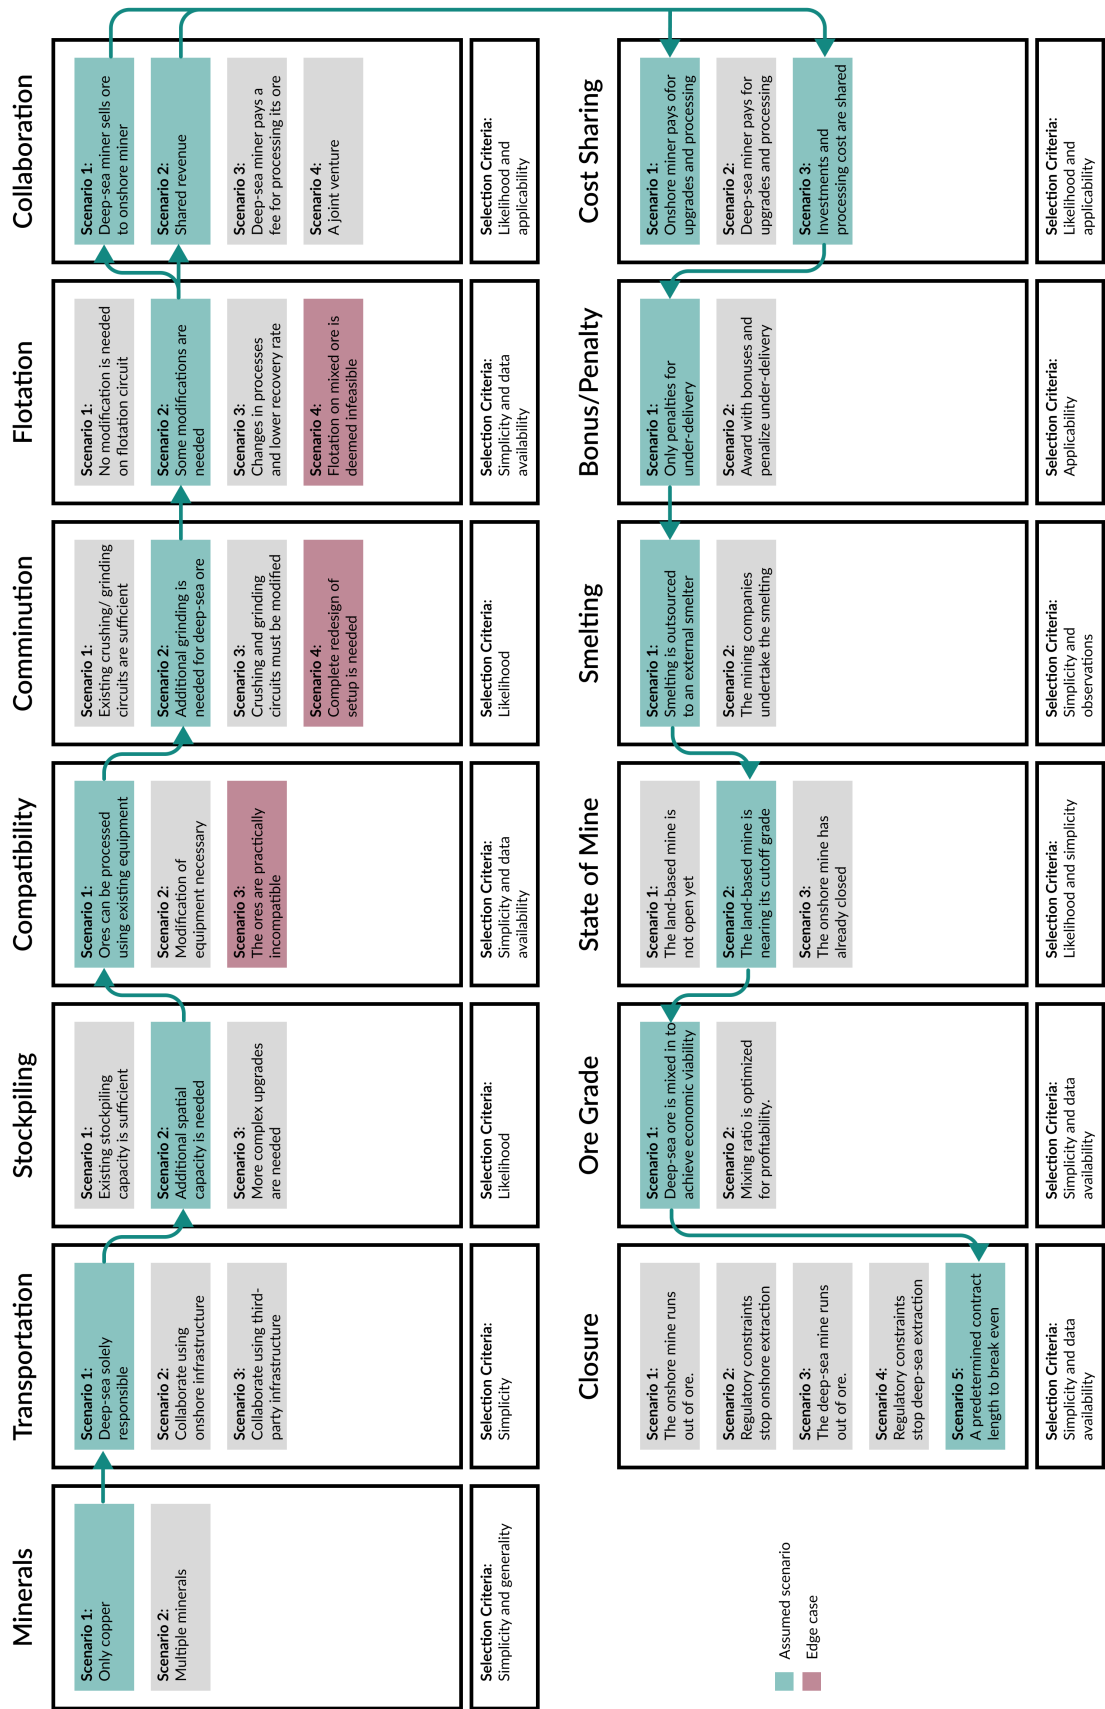 Minerals
Scenario 1:
Only copper
Scenario 2:
Multiple minerals
Selection Criteria:
Simplicity and generality
Transportation
Scenario 1:
Deep-sea solely
responsible
Scenario 2:
Collaborate using
onshore infrastructure
Scenario 3:
Collaborate using third-
party infrastructure
Selection Criteria:
Simplicity
Stockpiling
Scenario 1:
Existing stockpiling
capacity is sufficient
Scenario 2:
Additional spatial
capacity is needed
Scenario 3:
More complex upgrades
are needed
Selection Criteria:
Likelihood
Compatibility
Scenario 1:
Ores can be processed
using existing equipment
Scenario 2:
Modification of
equipment necessary
Scenario 3:
The ores are practically
incompatible
Selection Criteria:
Simplicity and data
availability
Comminution
Scenario 1:
Existing crushing/ grinding
circuits are sufficient
Scenario 2:
Additional grinding is
needed for deep-sea ore
Scenario 3:
Crushing and grinding
circuits must be modified
Scenario 4:
Complete redesign of
setup is needed
Selection Criteria:
Likelihood
Flotation
Scenario 1:
No modification is needed
on flotation circuit
Scenario 2:
Some modifications are
needed
Scenario 3:
Changes in processes
and lower recovery rate
Scenario 4:
Flotation on mixed ore is
deemed infeasible
Selection Criteria:
Simplicity and data
availability
Collaboration
Scenario 1:
Deep-sea miner sells ore
to onshore miner
Scenario 2:
Shared revenue
Scenario 3:
Deep-sea miner pays a
fee for processing its ore
Scenario 4:
A joint venture
Selection Criteria:
Likelihood and
applicability
Assumed scenario
Edge case
Closure
Scenario 1:
The onshore mine runs
out of ore.
Scenario 2:
Regulatory constraints
stop onshore extraction
Scenario 3:
The deep-sea mine runs
out of ore.
Scenario 4:
Regulatory constraints
stop deep-sea extraction
Scenario 5:
A predetermined contract
length to break even
Selection Criteria:
Simplicity and data
availability
Ore Grade
Scenario 1:
Deep-sea ore is mixed in to
achieve economic viability
Scenario 2:
Mixing ratio is optimized
for profitability.
Selection Criteria:
Simplicity and data
availability
State of Mine
Scenario 1:
The land-based mine is
not open yet
Scenario 2:
The land-based mine is
nearing its cutoff grade
Scenario 3:
The onshore mine has
already closed
Selection Criteria:
Likelihood and simplicity
Smelting
Scenario 1:
Smelting is outsourced
to an external smelter
Scenario 2:
The mining companies
undertake the smelting
Selection Criteria:
Simplicity and
observations
Bonus/Penalty
Scenario 1:
Only penalties for
under-delivery
Scenario 2:
Award with bonuses and
penalize under-delivery
Selection Criteria:
Applicability
Cost Sharing
Scenario 1:
Onshore miner pays ofor
upgrades and processing
Scenario 2:
Deep-sea miner pays for
upgrades and processing
Scenario 3:
Investments and
processing cost are shared
Selection Criteria:
Likelihood and
applicability